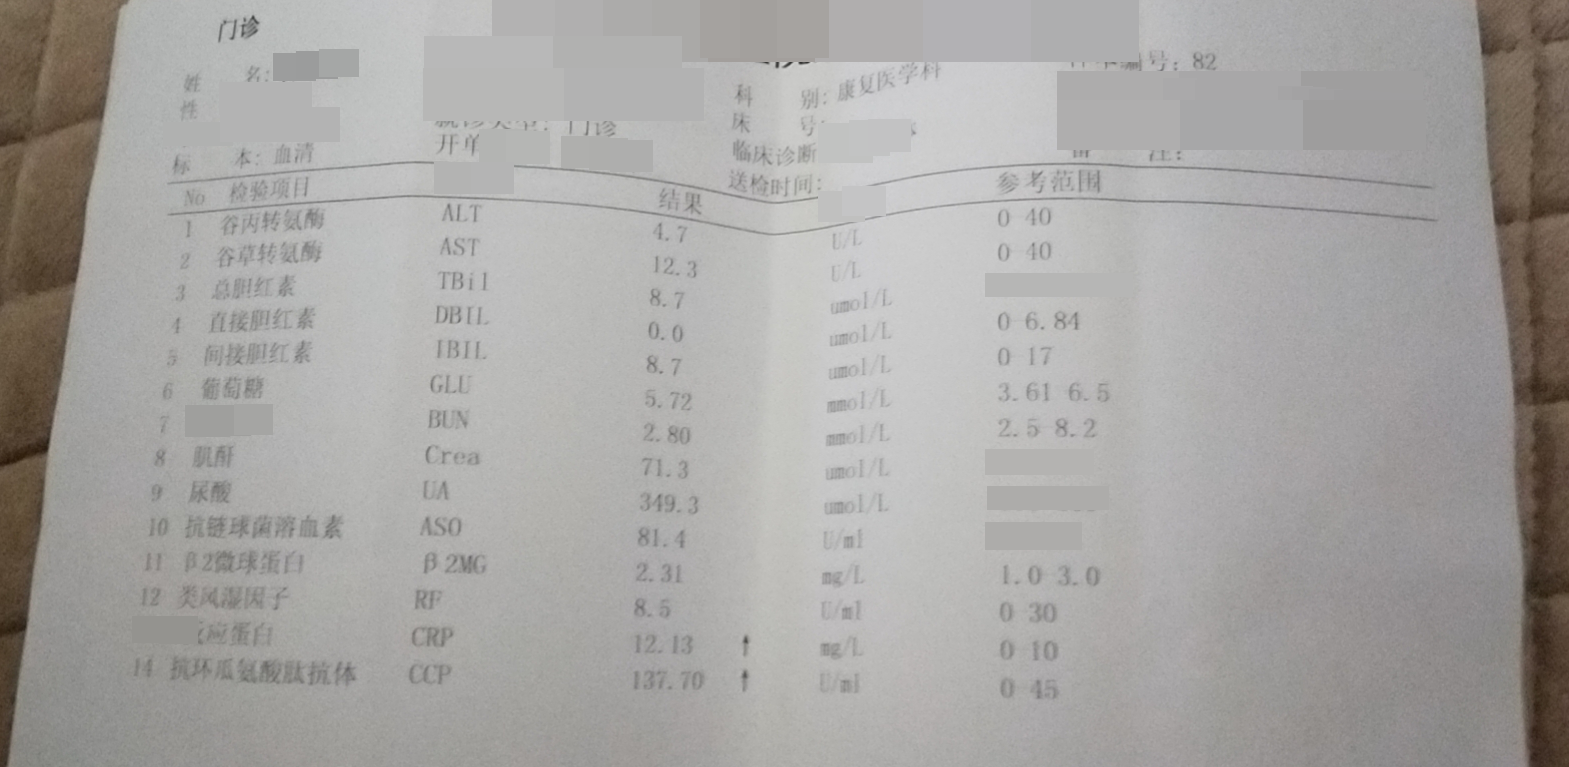 门诊
姓 名:
科 别: 康复医学科
编号: 82
性
床 号:
门诊
标 本: 血清
开单
临床诊断
注:
送检时间:
No 检验项目 结果 参考范围
1 谷丙转氨酶 ALT 4.7 U/L 0 40
2 谷草转氨酶 AST 12.3 U/L 0 40
3 总胆红素 TBil 8.7 umol/L
4 直接胆红素 DBIL 0.0 umol/L 0 6.84
5 间接胆红素 IBIL 8.7 umol/L 0 17
6 葡萄糖 GLU 5.72 mmol/L 3.61 6.5
7 BUN 2.80 mmol/L 2.5 8.2
8 肌酐 Crea 71.3 umol/L
9 尿酸 UA 349.3 umol/L
10 抗链球菌溶血素 ASO 81.4 U/ml
11 β2微球蛋白 β2MG 2.31 mg/L 1.0 3.0
12 类风湿因子 RF 8.5 U/ml 0 30
反应蛋白 CRP 12.13 ↑ mg/L 0 10
14 抗环瓜氨酸肽抗体 CCP 137.70 ↑ U/ml 0 45